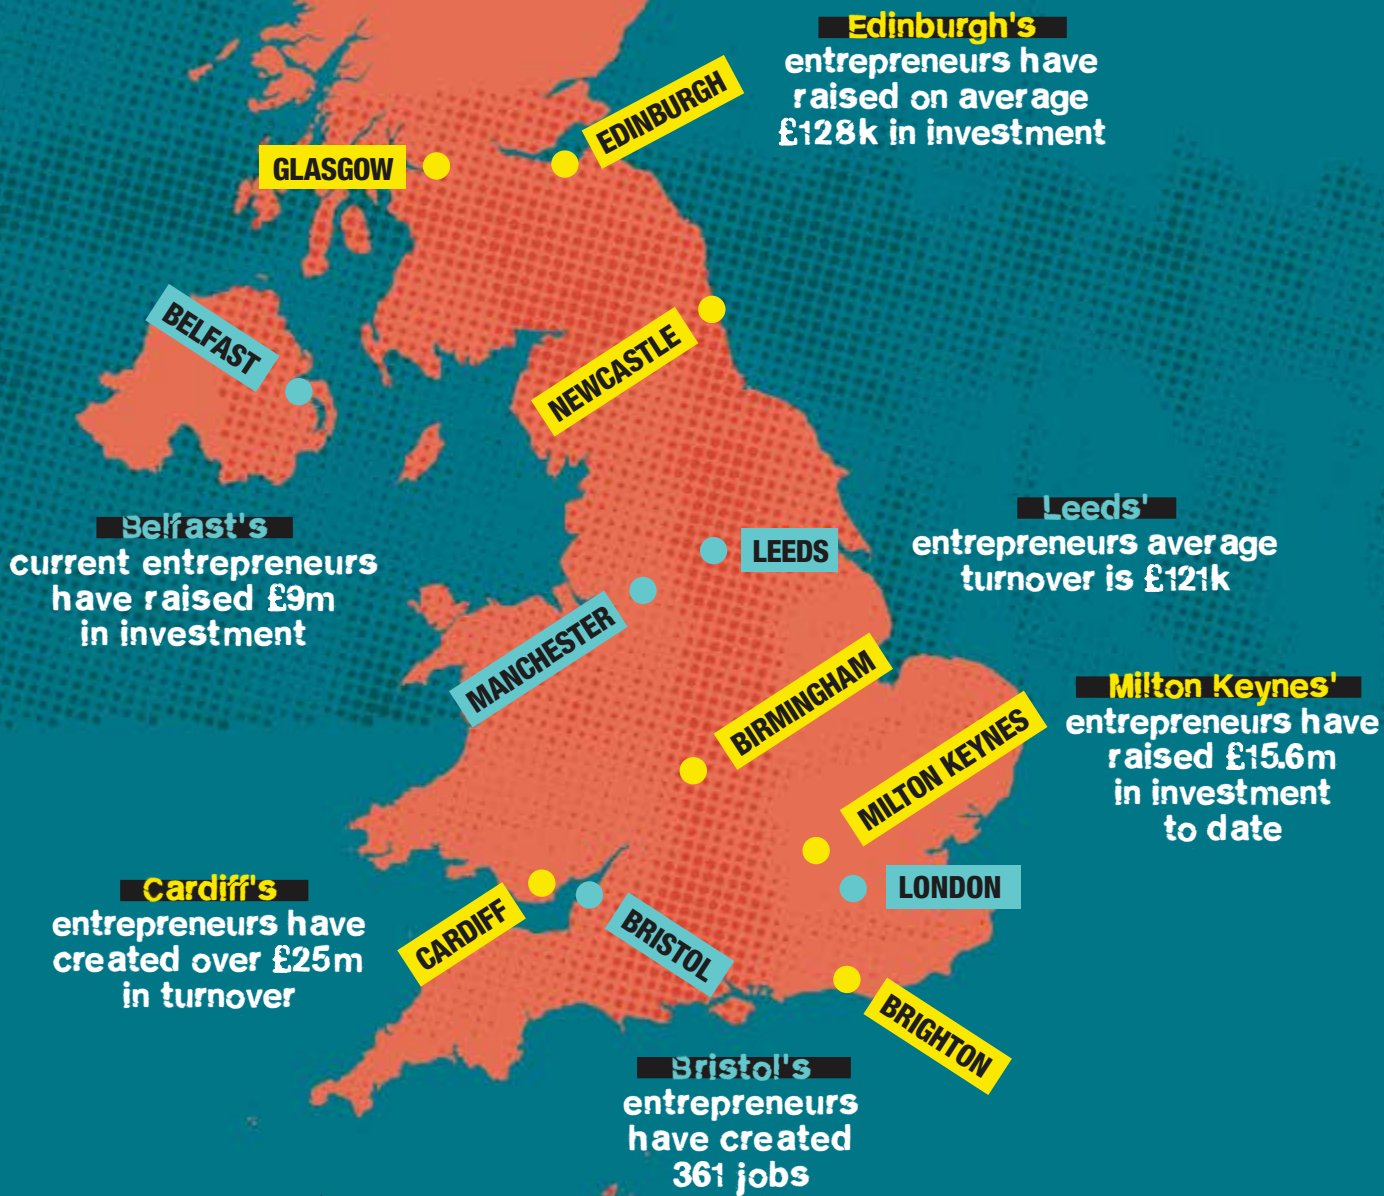 Edinburgh's
entrepreneurs have
raised on average
£128k in investment
EDINBURGH
GLASGOW
BELFAST
NEWCASTLE
Belfast's
current entrepreneurs
have raised £9m
in investment
LEEDS
Leeds'
entrepreneurs average
turnover is £121k
MANCHESTER
BIRMINGHAM
MILTON KEYNES
Milton Keynes'
entrepreneurs have
raised £15.6m
in investment
to date
LONDON
Cardiff's
entrepreneurs have
created over £25m
in turnover
CARDIFF
BRISTOL
BRIGHTON
Bristol's
entrepreneurs
have created
361 jobs